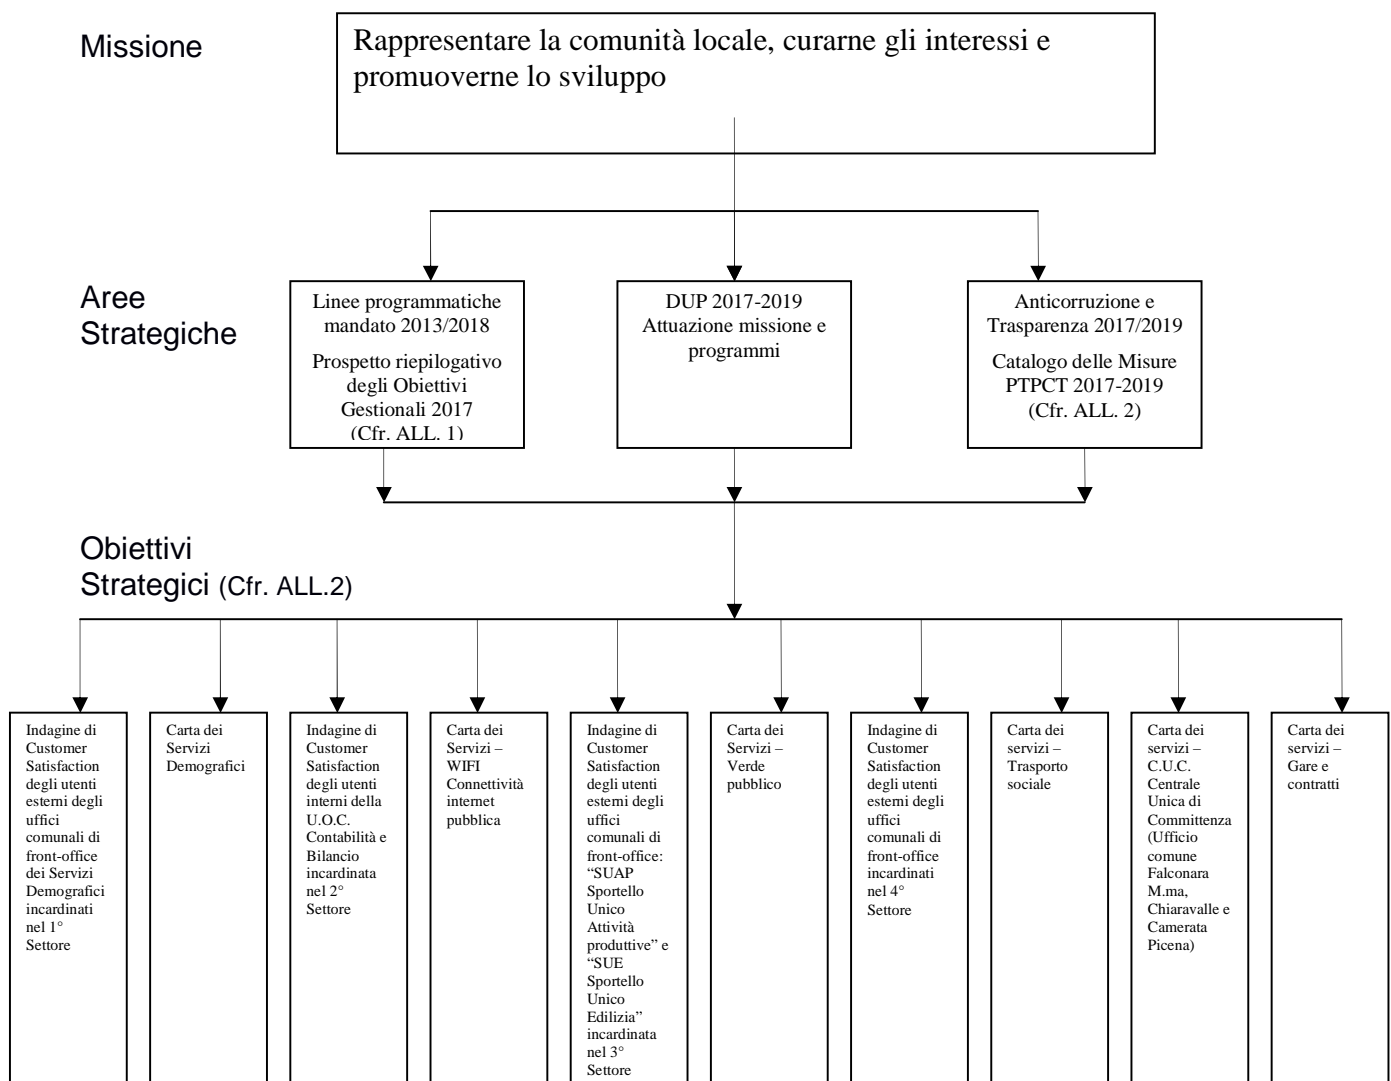 Missione
Rappresentare la comunità locale, curarne gli interessi e
promuoverne lo sviluppo
Aree
Strategiche
Linee programmatiche
mandato 2013/2018
Prospetto riepilogativo
degli Obiettivi
Gestionali 2017
(Cfr. ALL. 1)
DUP 2017-2019
Attuazione missione e
programmi
Anticorruzione e
Trasparenza 2017/2019
Catalogo delle Misure
PTPCT 2017-2019
(Cfr. ALL. 2)
Obiettivi
Strategici (Cfr. ALL.2)
Indagine di
Customer
Satisfaction
degli utenti
esterni degli
uffici
comunali di
front-office
dei Servizi
Demografici
incardinati
nel 1°
Settore
Carta dei
Servizi
Demografici
Indagine di
Customer
Satisfaction
degli utenti
interni della
U.O.C.
Contabilità e
Bilancio
incardinata
nel 2°
Settore
Carta dei
Servizi –
WIFI
Connettività
internet
pubblica
Indagine di
Customer
Satisfaction
degli utenti
esterni degli
uffici
comunali di
front-office:
“SUAP
Sportello
Unico
Attività
produttive” e
“SUE
Sportello
Unico
Edilizia”
incardinata
nel 3°
Settore
Carta dei
Servizi –
Verde
pubblico
Indagine di
Customer
Satisfaction
degli utenti
esterni degli
uffici
comunali di
front-office
incardinati
nel 4°
Settore
Carta dei
servizi –
Trasporto
sociale
Carta dei
servizi –
C.U.C.
Centrale
Unica di
Committenza
(Ufficio
comune
Falconara
M.ma,
Chiaravalle e
Camerata
Picena)
Carta dei
servizi –
Gare e
contratti